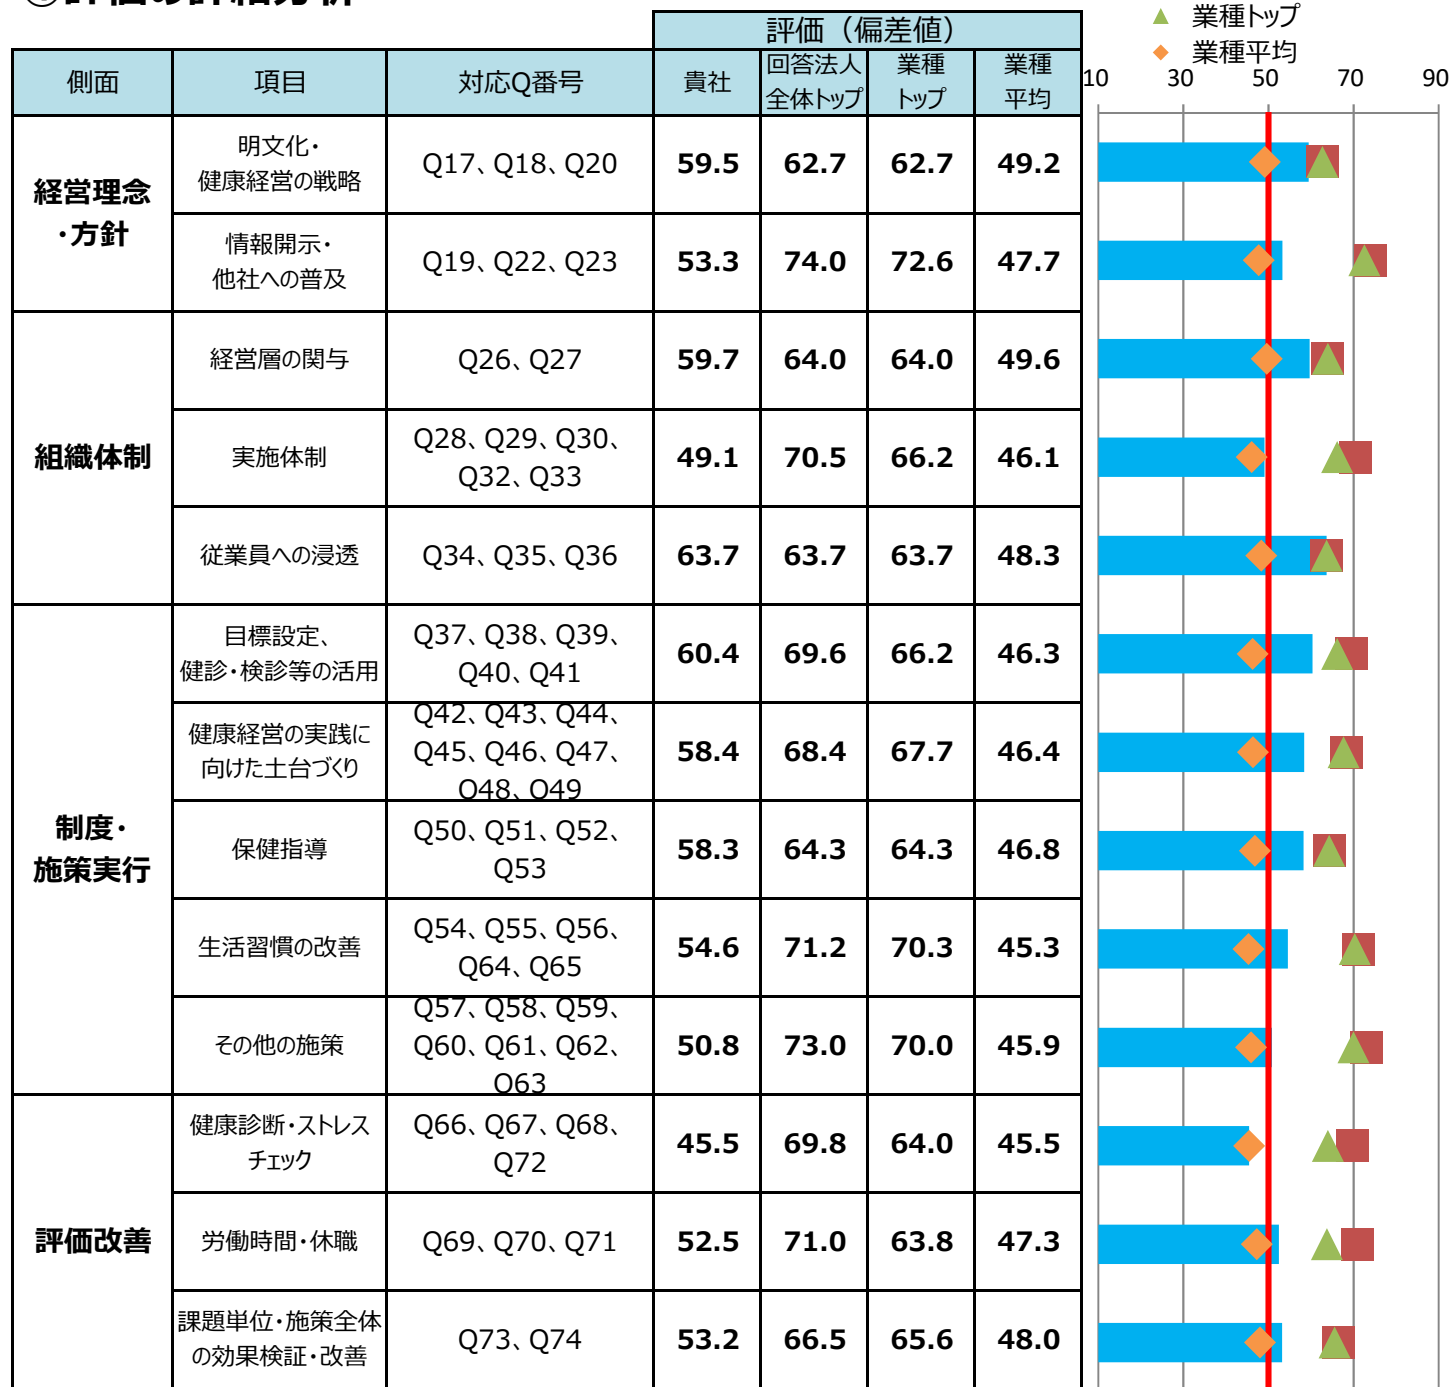 ①評価の詳細分析
▲ 業種トップ
◆ 業種平均
評価（偏差値）
側面 項目 対応Q番号 貴社 回答法人 業種 業種
全体トップ トップ 平均
10 30 50 70 90
経営理念
・方針
明文化・
健康経営の戦略
Q17、Q18、Q20 59.5 62.7 62.7 49.2
情報開示・
他社への普及
Q19、Q22、Q23 53.3 74.0 72.6 47.7
組織体制
経営層の関与 Q26、Q27 59.7 64.0 64.0 49.6
実施体制
Q28、Q29、Q30、
Q32、Q33
49.1 70.5 66.2 46.1
従業員への浸透 Q34、Q35、Q36 63.7 63.7 63.7 48.3
制度・
施策実行
目標設定、
健診・検診等の活用
Q37、Q38、Q39、
Q40、Q41
60.4 69.6 66.2 46.3
健康経営の実践に
向けた土台づくり
Q42、Q43、Q44、
Q45、Q46、Q47、
Q48、Q49
58.4 68.4 67.7 46.4
保健指導
Q50、Q51、Q52、
Q53
58.3 64.3 64.3 46.8
生活習慣の改善
Q54、Q55、Q56、
Q64、Q65
54.6 71.2 70.3 45.3
その他の施策
Q57、Q58、Q59、
Q60、Q61、Q62、
Q63
50.8 73.0 70.0 45.9
評価改善
健康診断・ストレス
チェック
Q66、Q67、Q68、
Q72
45.5 69.8 64.0 45.5
労働時間・休職 Q69、Q70、Q71 52.5 71.0 63.8 47.3
課題単位・施策全体
の効果検証・改善
Q73、Q74 53.2 66.5 65.6 48.0